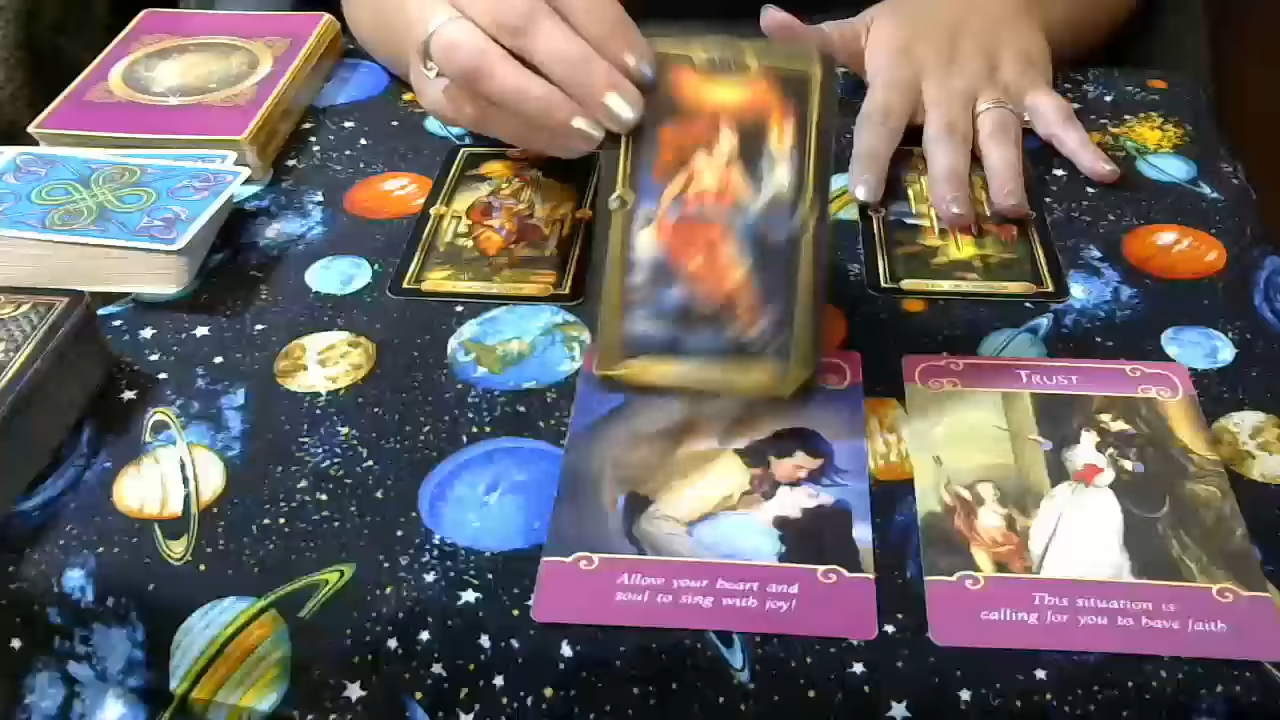 TRUST
Allow your heart and
soul to sing with joy!
This situation is
calling for you to have faith